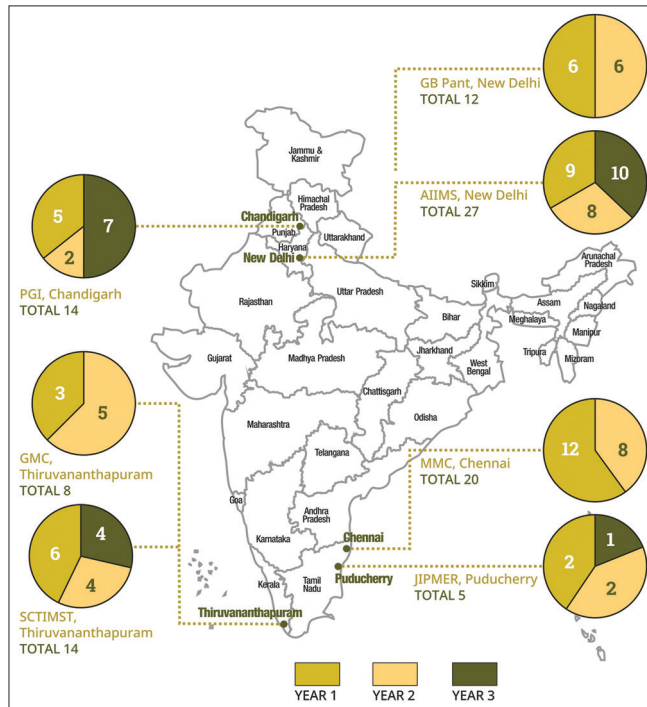 6
6
GB Pant, New Delhi
TOTAL 12
9
10
8
AIIMS, New Delhi
TOTAL 27
5
7
2
PGI, Chandigarh
TOTAL 14
3
5
GMC,
Thiruvananthapuram
TOTAL 8
6
4
4
SCTIMST,
Thiruvananthapuram
TOTAL 14
12
8
MMC, Chennai
TOTAL 20
2
1
2
JIPMER, Puducherry
TOTAL 5
Jammu &
Kashmir
Himachal
Pradesh
Chandigarh
Punjab
Uttarakhand
Haryana
New Delhi
Rajasthan
Uttar Pradesh
Sikkim
Arunachal
Pradesh
Assam
Nagaland
Meghalaya
Manipur
Tripura
Mizoram
Bihar
Jharkhand
West
Bengal
Gujarat
Madhya Pradesh
Chattisgarh
Odisha
Maharashtra
Telangana
Goa
Andhra
Pradesh
Karnataka
Chennai
Puducherry
Kerala
Tamil
Nadu
Thiruvananthapuram
YEAR 1
YEAR 2
YEAR 3